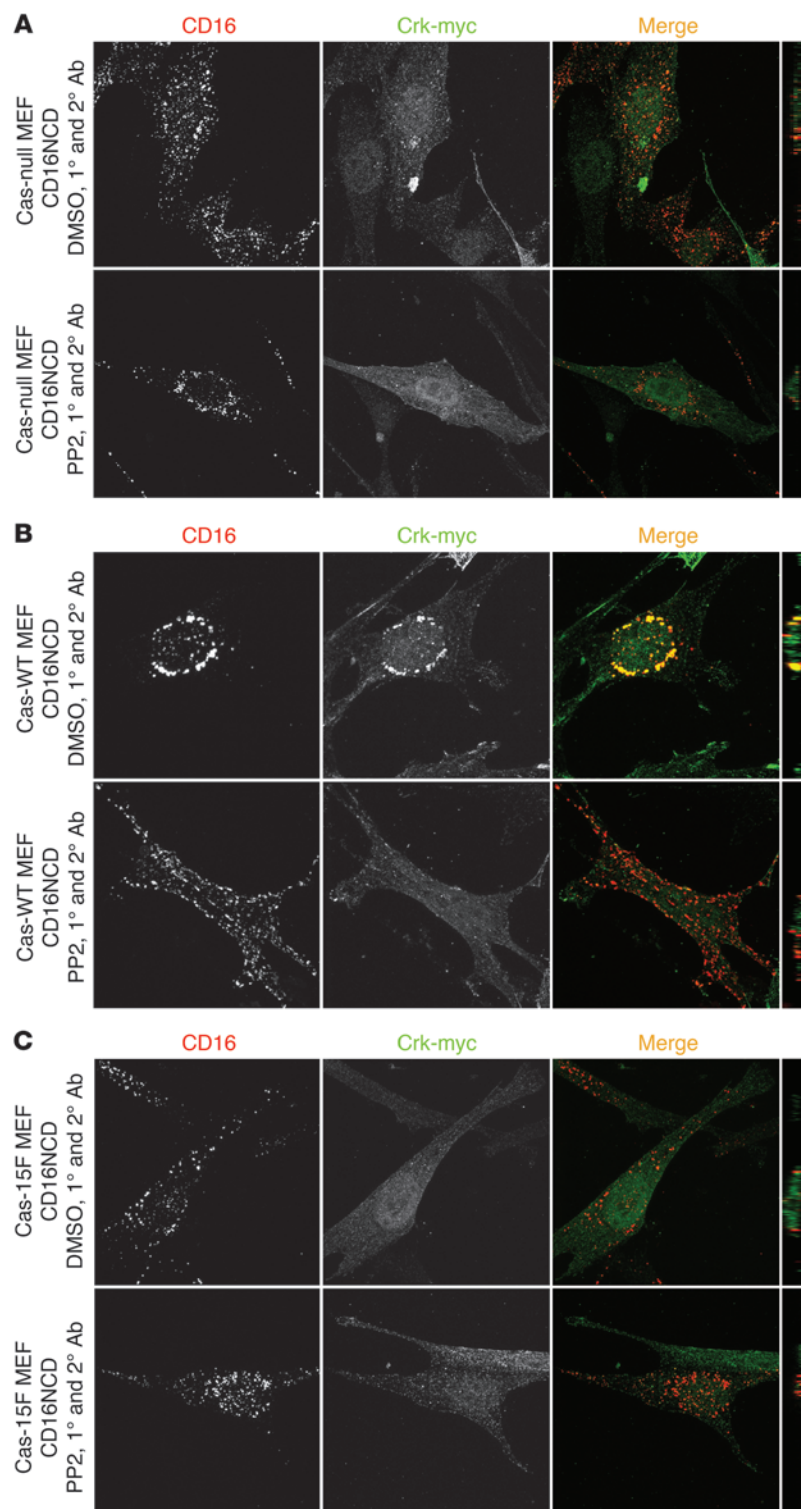 A
CD16 Crk-myc Merge
Cas-null MEF
CD16NCD
DMSO, 1° and 2° Ab
Cas-null MEF
CD16NCD
PP2, 1° and 2° Ab
B
CD16 Crk-myc Merge
Cas-WT MEF
CD16NCD
DMSO, 1° and 2° Ab
Cas-WT MEF
CD16NCD
PP2, 1° and 2° Ab
C
CD16 Crk-myc Merge
Cas-15F MEF
CD16NCD
DMSO, 1° and 2° Ab
Cas-15F MEF
CD16NCD
PP2, 1° and 2° Ab